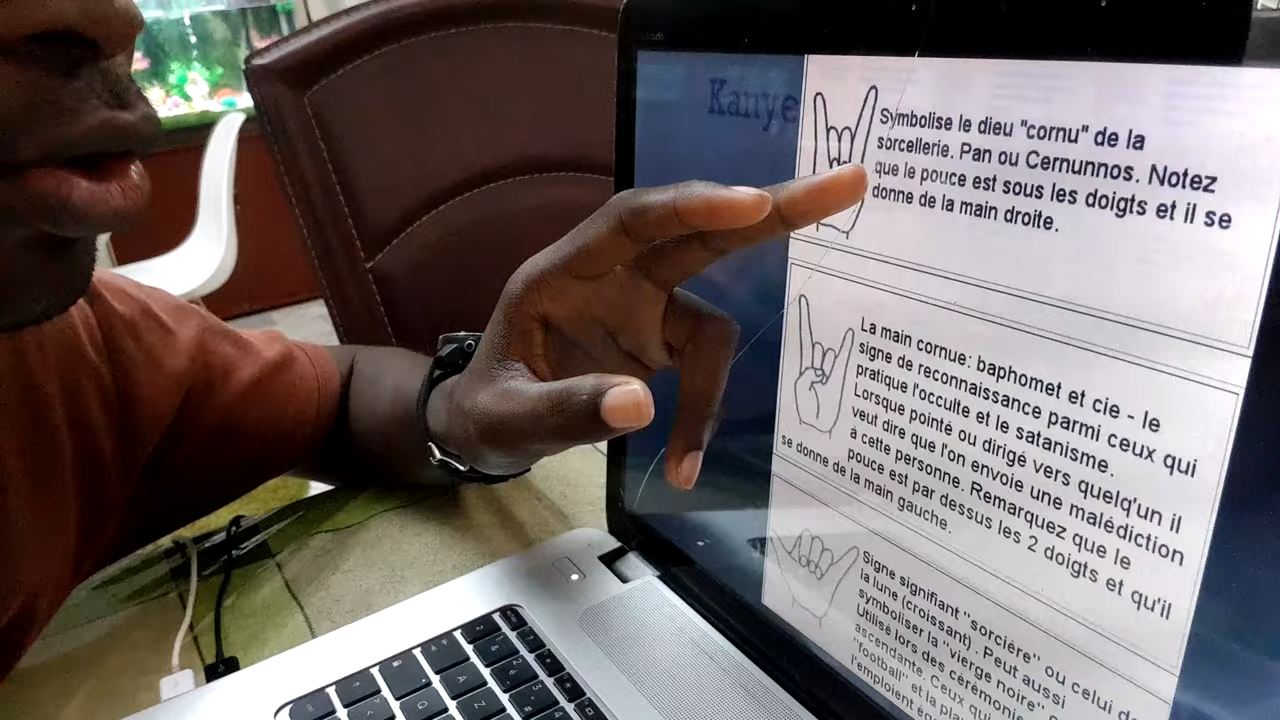 Kanye
Symbolise le dieu "cornu" de la
sorcellerie. Pan ou Cernunnos. Notez
que le pouce est sous les doigts et il se
donne de la main droite.
La main cornue: baphomet et cie - le
signe de reconnaissance parmi ceux qui
pratique l'occulte et le satanisme.
Lorsque pointé ou dirigé vers quelq'un il
veut dire que l'on envoie une malédiction
à cette personne. Remarquez que le
pouce est par dessus les 2 doigts et qu'il
se donne de la main gauche.
Signe signifiant "sorcière" ou celui d
la lune (croissant). Peut aussi
symboliser la "vierge noire"
Utilisé lors des cérémonie
ascendante. Ceux qui
"football" et la
l'emploient